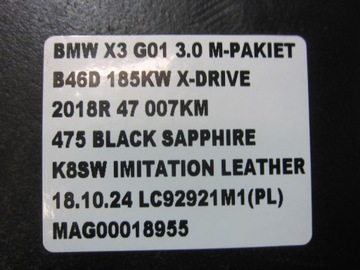 BMW X3 G01 3.0 M-PAKIET
B46D 185KW X-DRIVE
2018R 47 007KM
475 BLACK SAPPHIRE
K8SW IMITATION LEATHER
18.10.24 LC92921M1(PL)
MAG00018955